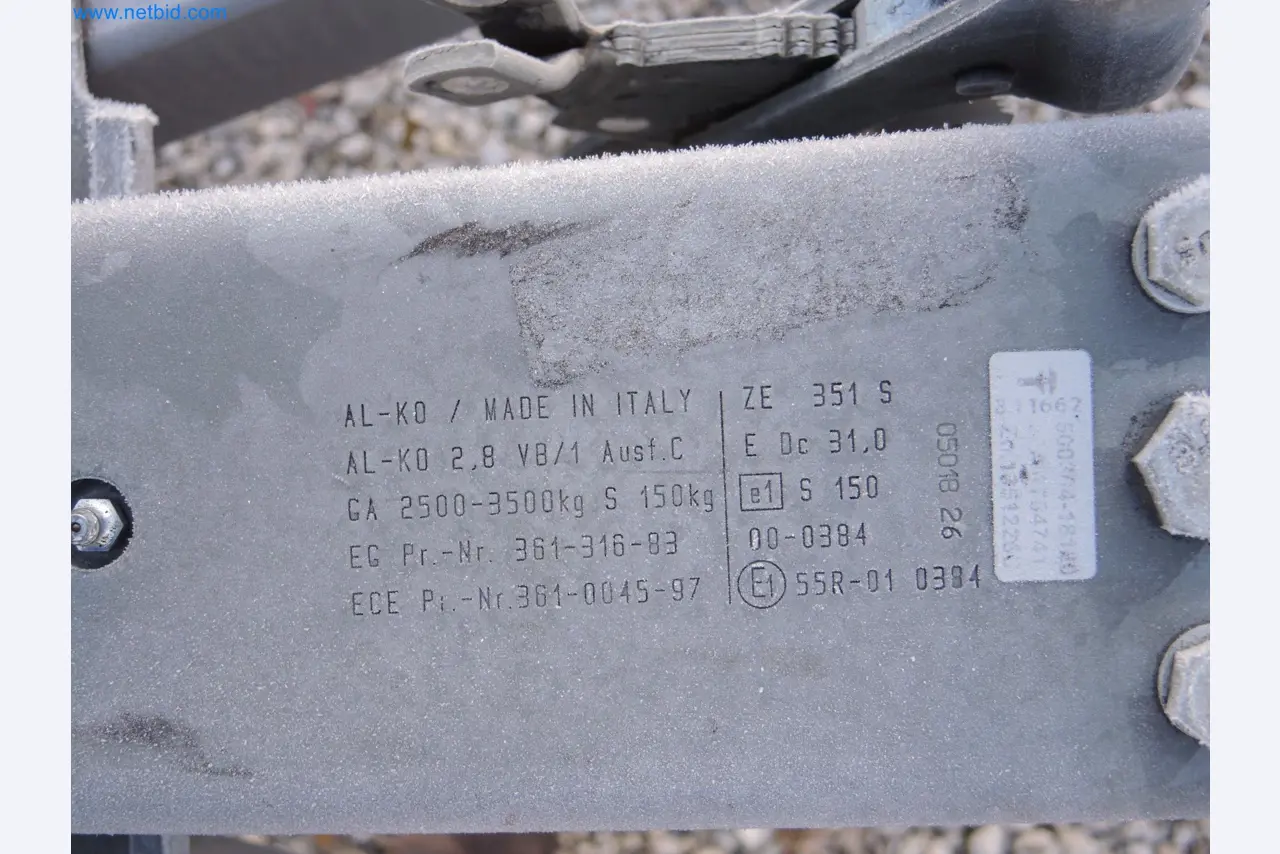 www.netbid.com
AL-KO / MADE IN ITALY
AL-KO 2,8 VB/1 Ausf.C
GA 2500-3500kg S 150kg
EG Pr.-Nr. 361-316-83
ECE Pr.-Nr.361-0045-97
ZE 351 S
E Dc 31,0
e1 S 150
00-0384
E1 55R-01 0384
05018 26